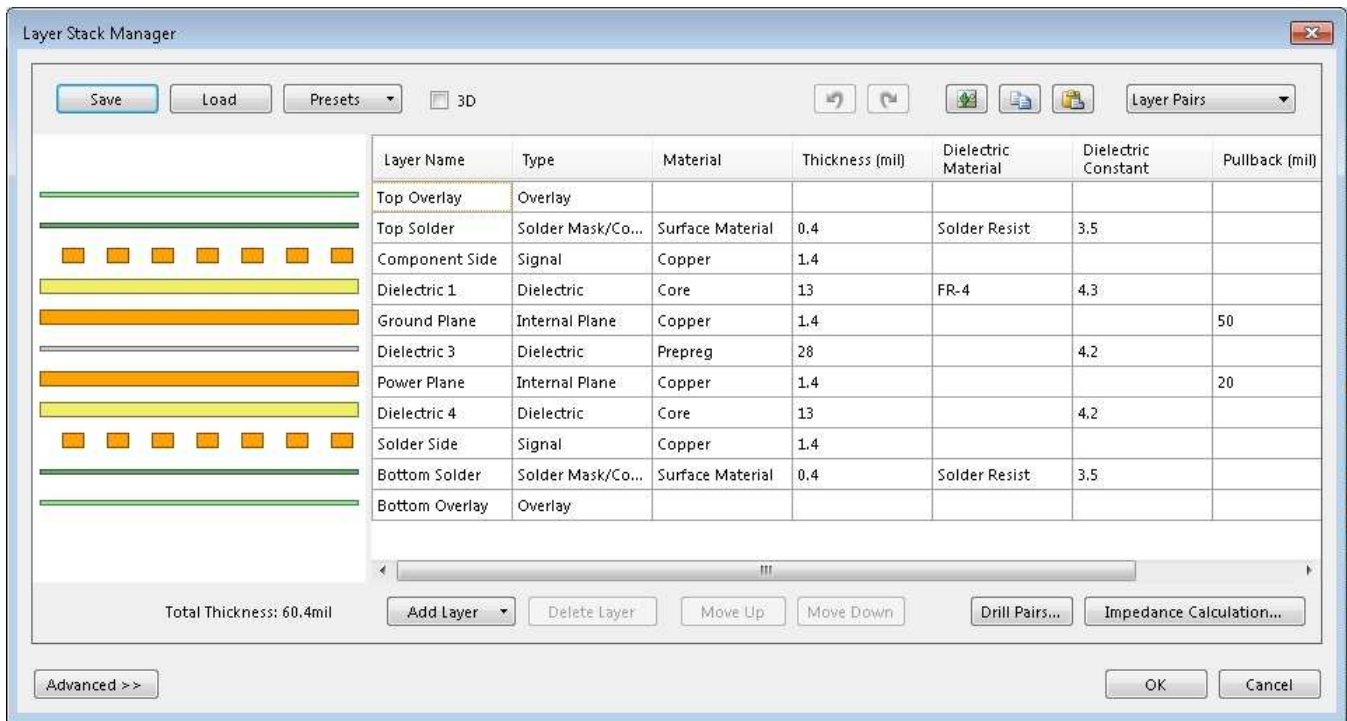 Layer Stack Manager
Save Load Presets 3D Layer Pairs
Layer Name Type Material Thickness (mil) Dielectric Material Dielectric Constant Pullback (mil)
Top Overlay Overlay
Top Solder Solder Mask/Co... Surface Material 0.4 Solder Resist 3.5
Component Side Signal Copper 1.4
Dielectric 1 Dielectric Core 13 FR-4 4.3
Ground Plane Internal Plane Copper 1.4 50
Dielectric 3 Dielectric Prepreg 28 4.2
Power Plane Internal Plane Copper 1.4 20
Dielectric 4 Dielectric Core 13 4.2
Solder Side Signal Copper 1.4
Bottom Solder Solder Mask/Co... Surface Material 0.4 Solder Resist 3.5
Bottom Overlay Overlay
Total Thickness: 60.4mil Add Layer Delete Layer Move Up Move Down Drill Pairs... Impedance Calculation...
Advanced >> OK Cancel